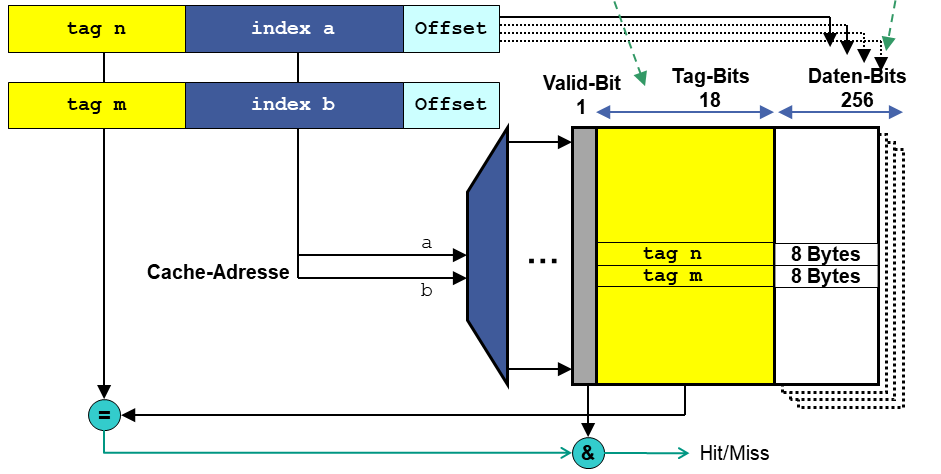 tag n index a Offset
tag m index b Offset
Valid-Bit
1
Tag-Bits
18
Daten-Bits
256
a
Cache-Adresse
b
...
tag n 8 Bytes
tag m 8 Bytes
=
&
Hit/Miss